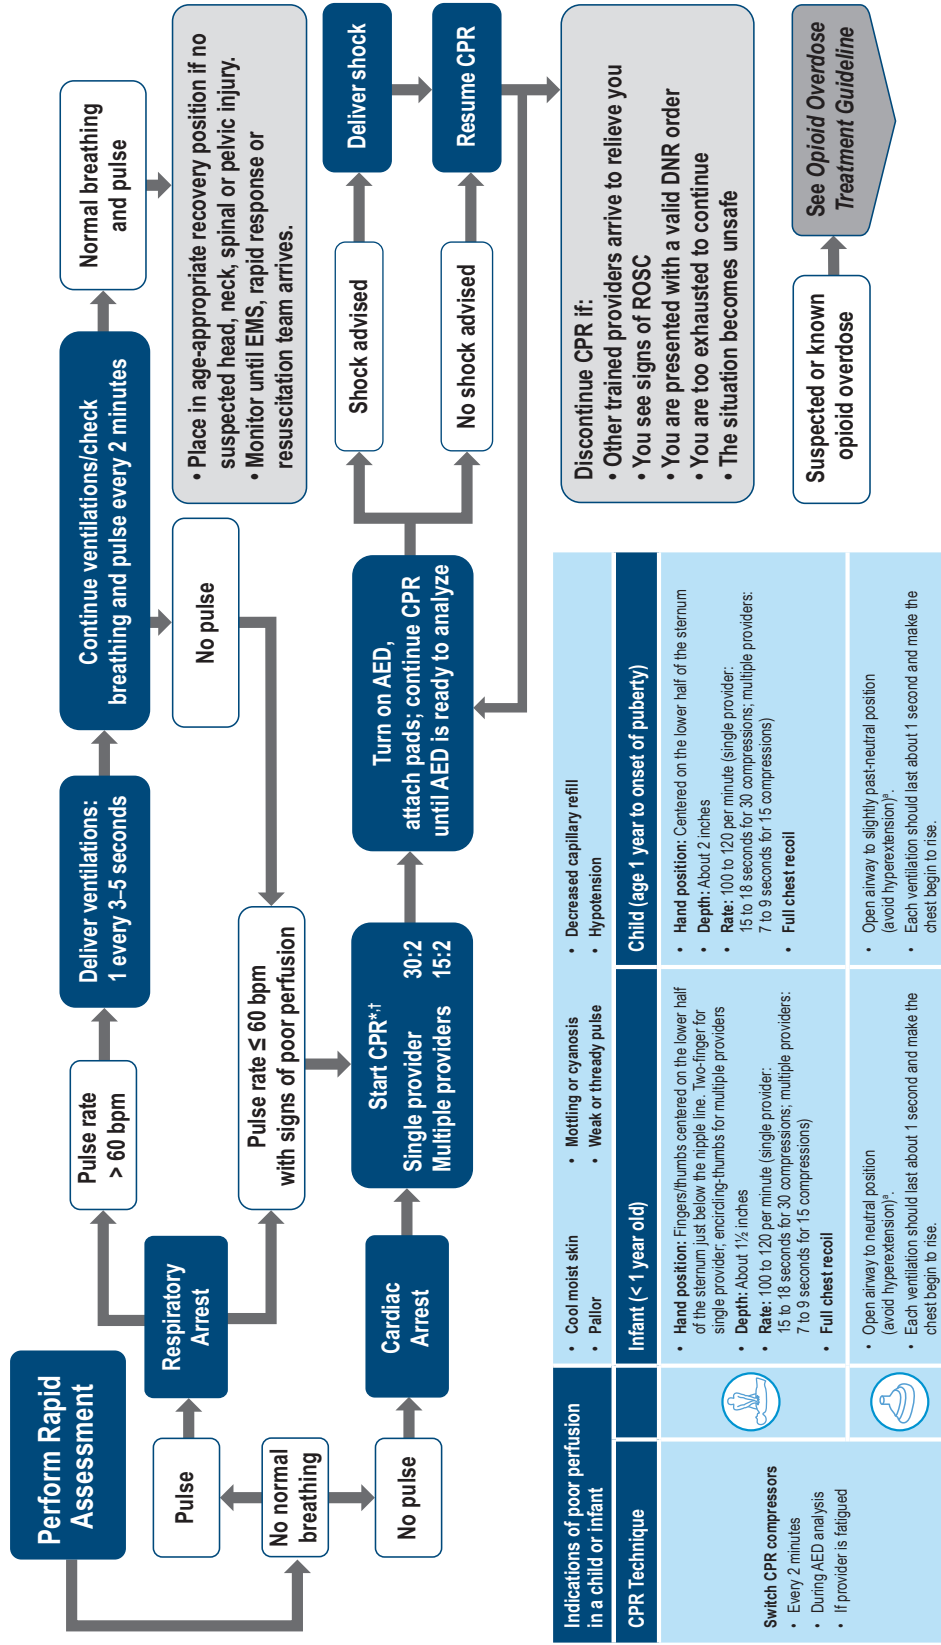 Perform Rapid
Assessment
No normal
breathing
Pulse
No pulse
Respiratory
Arrest
Pulse rate
> 60 bpm
Deliver ventilations:
1 every 3–5 seconds
Continue ventilations/check
breathing and pulse every 2 minutes
Normal breathing
and pulse
• Place in age-appropriate recovery position if no
suspected head, neck, spinal or pelvic injury.
• Monitor until EMS, rapid response or
resuscitation team arrives.
No pulse
Pulse rate ≤ 60 bpm
with signs of poor perfusion
Cardiac
Arrest
Start CPR*,†
Single provider 30:2
Multiple providers 15:2
Turn on AED,
attach pads; continue CPR
until AED is ready to analyze
Shock advised
Deliver shock
No shock advised
Resume CPR
Discontinue CPR if:
• Other trained providers arrive to relieve you
• You see signs of ROSC
• You are presented with a valid DNR order
• You are too exhausted to continue
• The situation becomes unsafe
Suspected or known
opioid overdose
See Opioid Overdose
Treatment Guideline
Indications of poor perfusion
in a child or infant
• Cool moist skin
• Pallor
• Mottling or cyanosis
• Weak or thready pulse
• Decreased capillary refill
• Hypotension
CPR Technique
Infant (< 1 year old)
Child (age 1 year to onset of puberty)
Switch CPR compressors
• Every 2 minutes
• During AED analysis
• If provider is fatigued
• Hand position: Fingers/thumbs centered on the lower half
of the sternum just below the nipple line. Two-finger for
single provider; encircling-thumbs for multiple providers
• Depth: About 1½ inches
• Rate: 100 to 120 per minute (single provider:
15 to 18 seconds for 30 compressions; multiple providers:
7 to 9 seconds for 15 compressions)
• Full chest recoil
• Hand position: Centered on the lower half of the sternum
• Depth: About 2 inches
• Rate: 100 to 120 per minute (single provider:
15 to 18 seconds for 30 compressions; multiple providers:
7 to 9 seconds for 15 compressions)
• Full chest recoil
• Open airway to neutral position
(avoid hyperextension)ª.
• Each ventilation should last about 1 second and make the
chest begin to rise.
• Open airway to slightly past-neutral position
(avoid hyperextension)ª.
• Each ventilation should last about 1 second and make the
chest begin to rise.